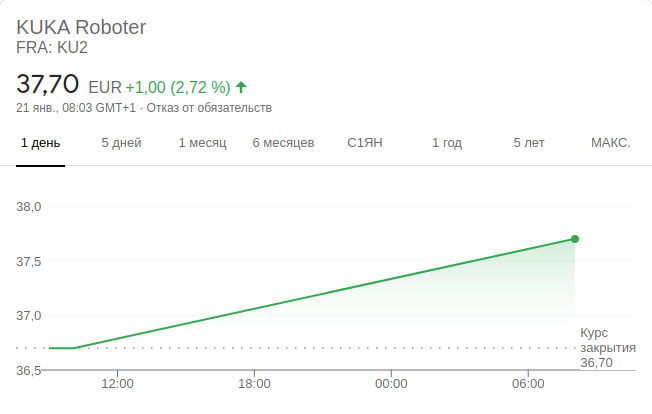 KUKA Roboter
FRA: KU2
37,70 EUR +1,00 (2,72 %)
21 янв., 08:03 GMT+1 · Отказ от обязательств
1 день 5 дней 1 месяц 6 месяцев С1ЯН 1 год 5 лет МАКС.
38,0
37,5
37,0
36,5
Курс
закрытия
36,70
12:00 18:00 00:00 06:00